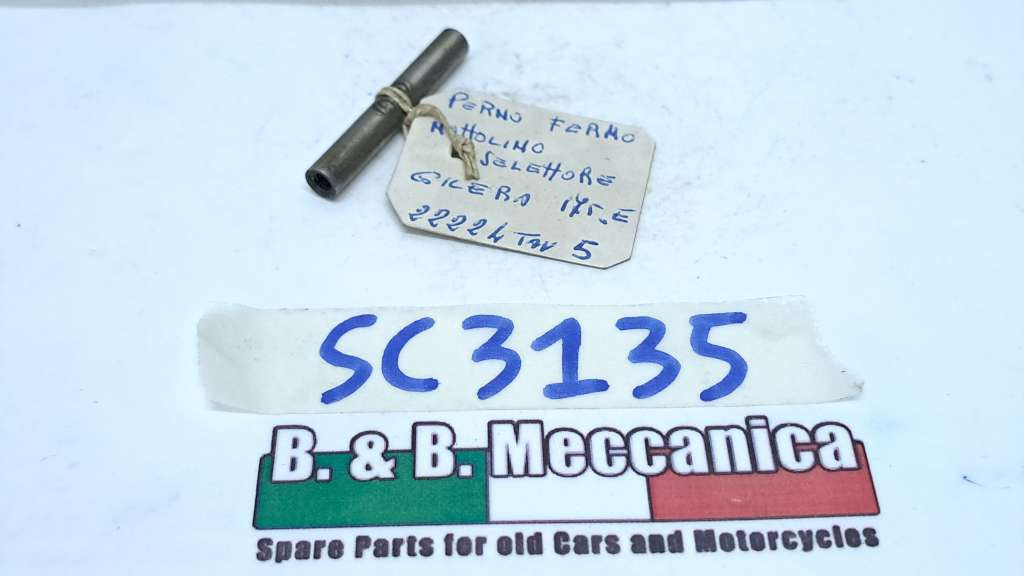 PERNO FERMO
NOTTOLINO
SELETTORE
GILERA 175.E
22224 TAV 5
SC3135
B. & B. Meccanica
Spare Parts for old Cars and Motorcycles